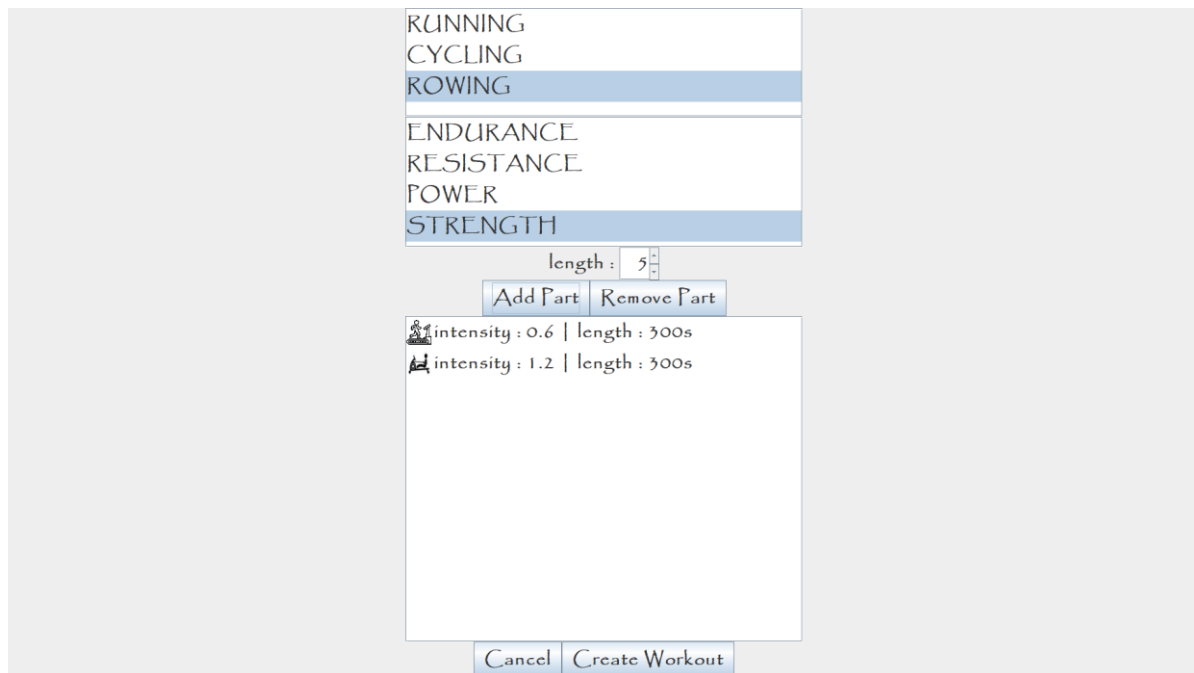 RUNNING
CYCLING
ROWING
ENDURANCE
RESISTANCE
POWER
STRENGTH
length : 5
Add Part Remove Part
intensity : 0.6 | length : 300s
intensity : 1.2 | length : 300s
Cancel Create Workout